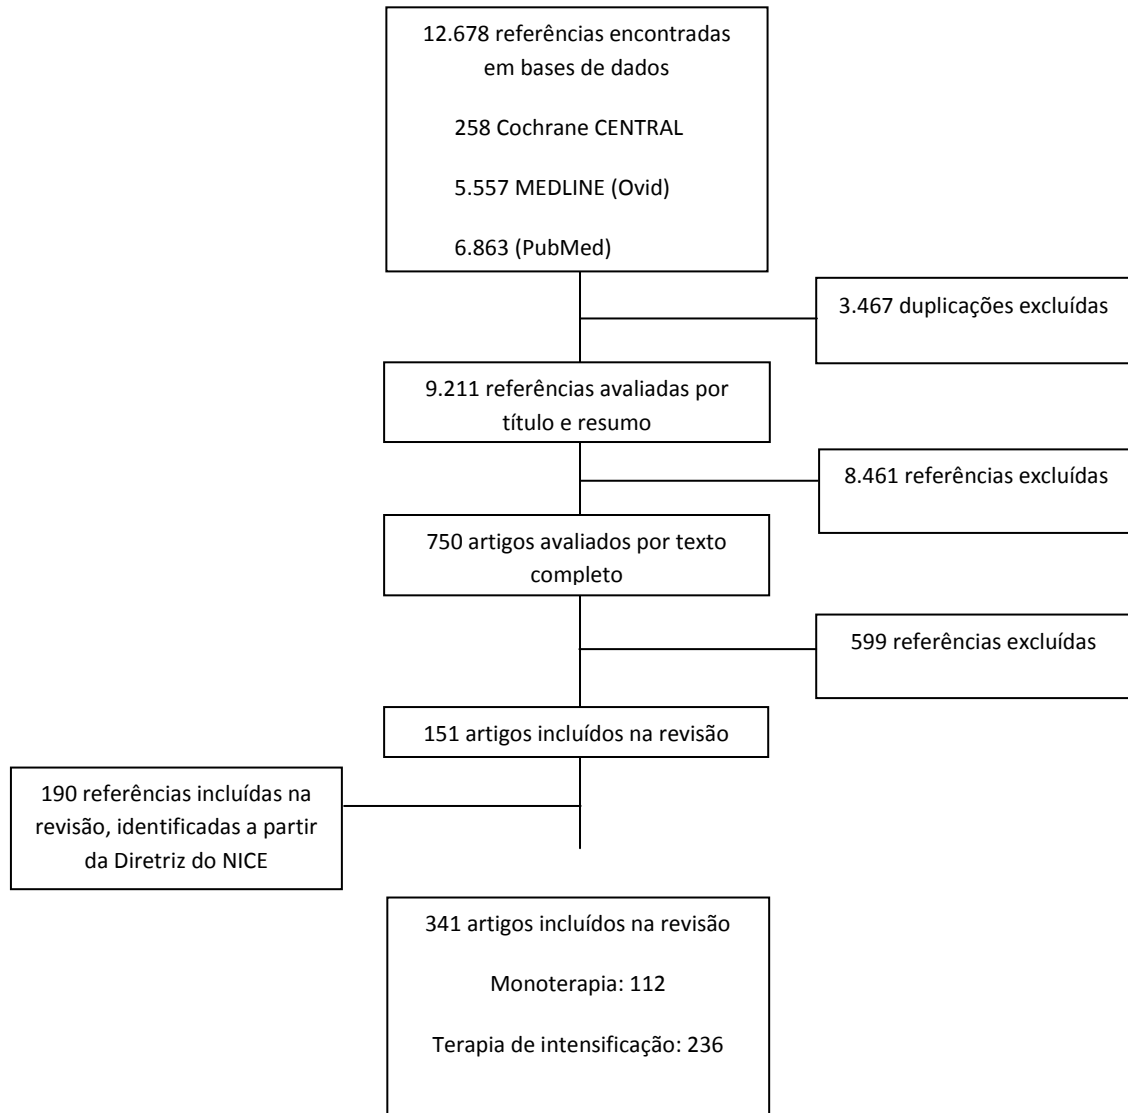 12.678 referências encontradas
em bases de dados
258 Cochrane CENTRAL
5.557 MEDLINE (Ovid)
6.863 (PubMed)
3.467 duplicações excluídas
9.211 referências avaliadas por
título e resumo
8.461 referências excluídas
750 artigos avaliados por texto
completo
599 referências excluídas
151 artigos incluídos na revisão
190 referências incluídas na
revisão, identificadas a partir
da Diretriz do NICE
341 artigos incluídos na revisão
Monoterapia: 112
Terapia de intensificação: 236